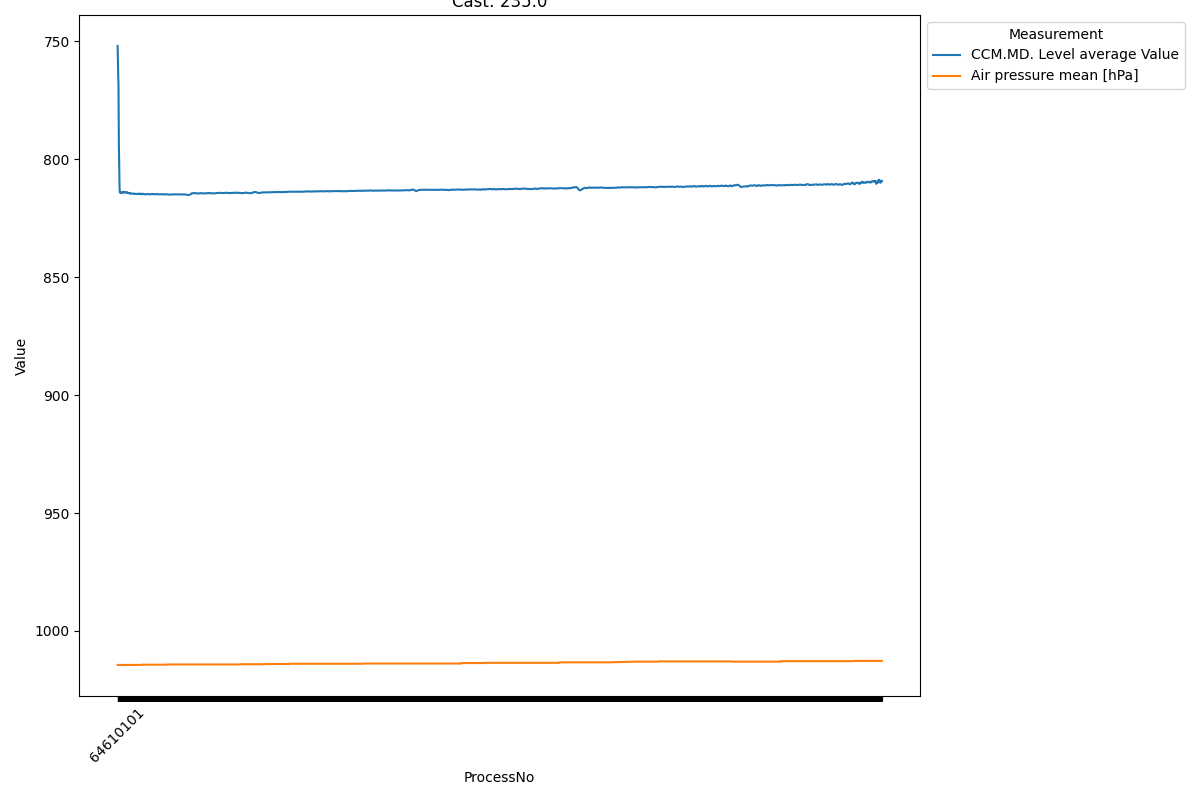 Cast: 235.0
750
800
850
900
950
1000
Value
64610101
ProcessNo
Measurement
CCM.MD. Level average Value
Air pressure mean [hPa]